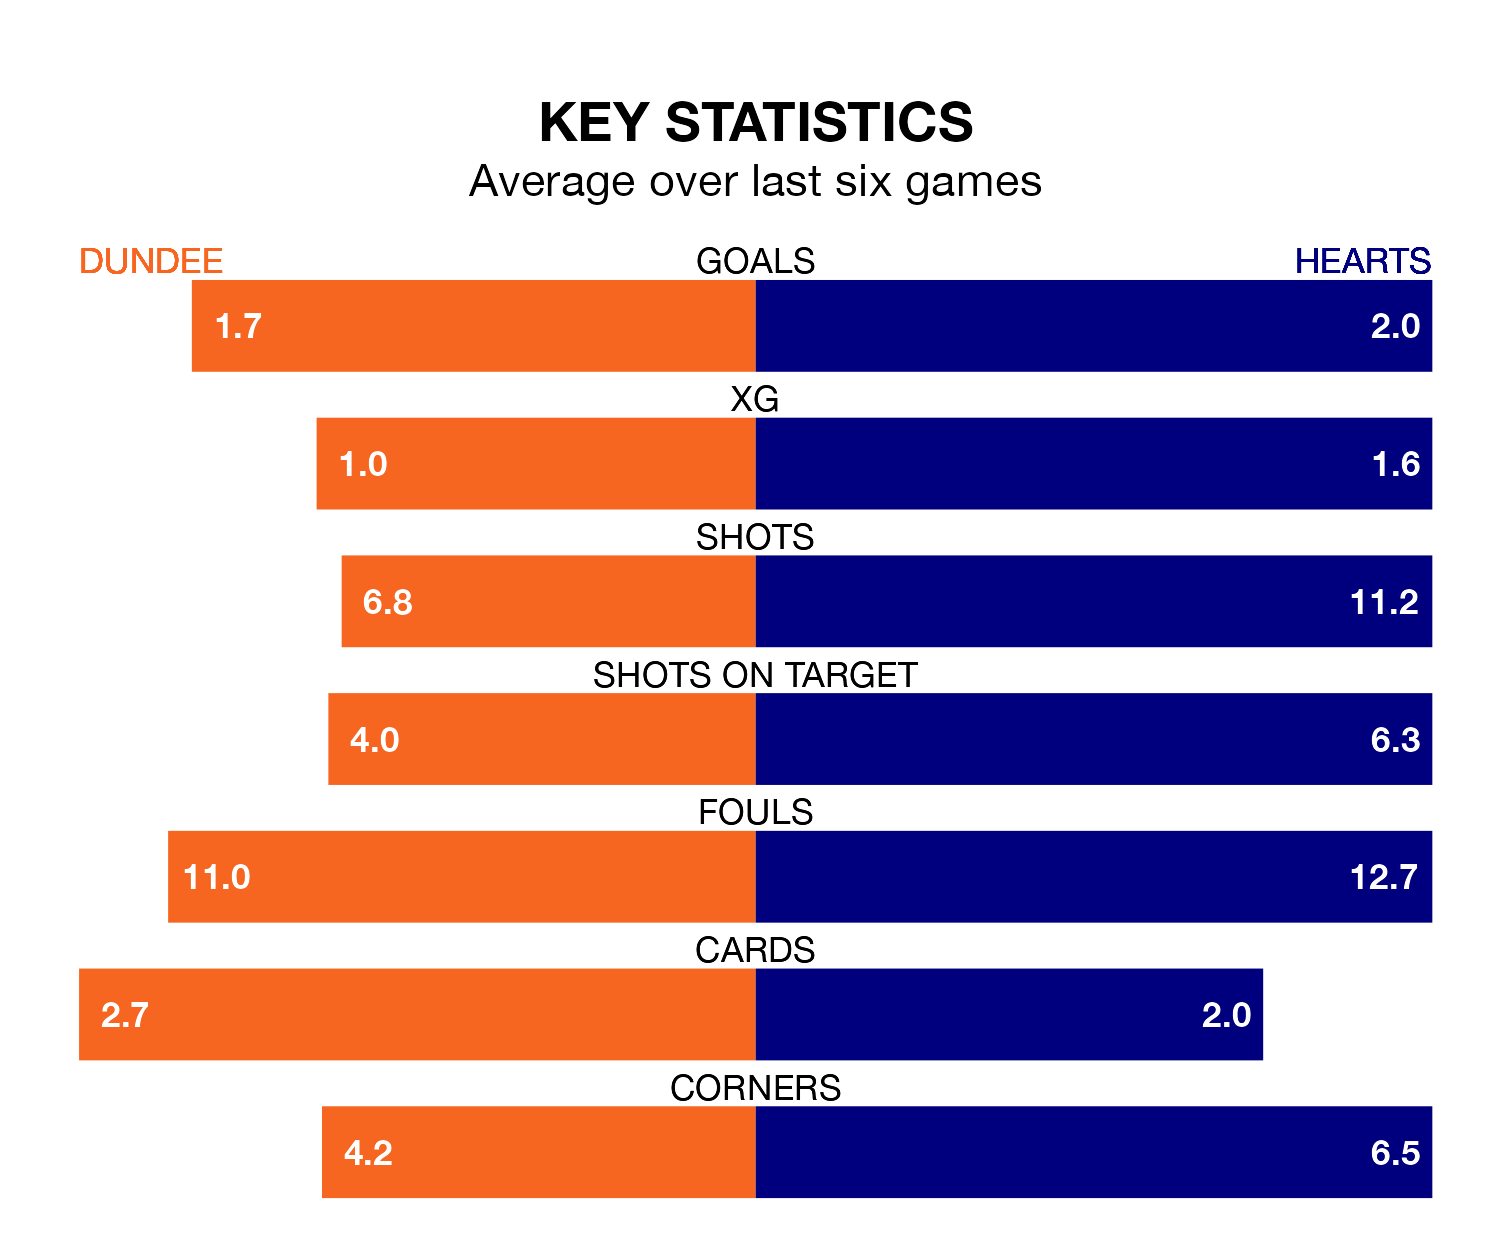 KEY STATISTICS
Average over last six games
DUNDEE GOALS HEARTS
1.7 2.0
XG
1.0 1.6
SHOTS
6.8 11.2
SHOTS ON TARGET
4.0 6.3
FOULS
11.0 12.7
CARDS
2.7 2.0
CORNERS
4.2 6.5